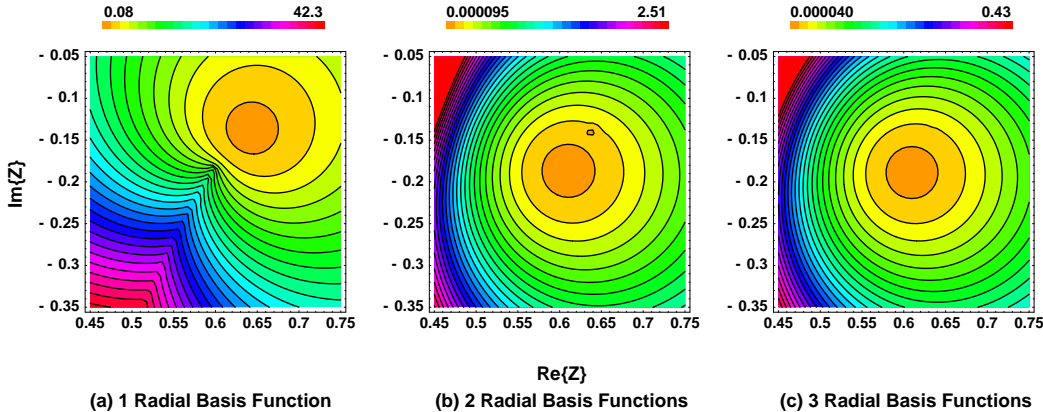 0.08 42.3 0.000095 2.51 0.000040 0.43
- 0.05 - 0.05 - 0.05
- 0.1 - 0.1 - 0.1
- 0.15 - 0.15 - 0.15
- 0.2 - 0.2 - 0.2
- 0.25 - 0.25 - 0.25
- 0.3 - 0.3 - 0.3
- 0.35 - 0.35 - 0.35
Im{Z}
0.45 0.5 0.55 0.6 0.65 0.7 0.75 0.45 0.5 0.55 0.6 0.65 0.7 0.75 0.45 0.5 0.55 0.6 0.65 0.7 0.75
Re{Z}
(a) 1 Radial Basis Function (b) 2 Radial Basis Functions (c) 3 Radial Basis Functions